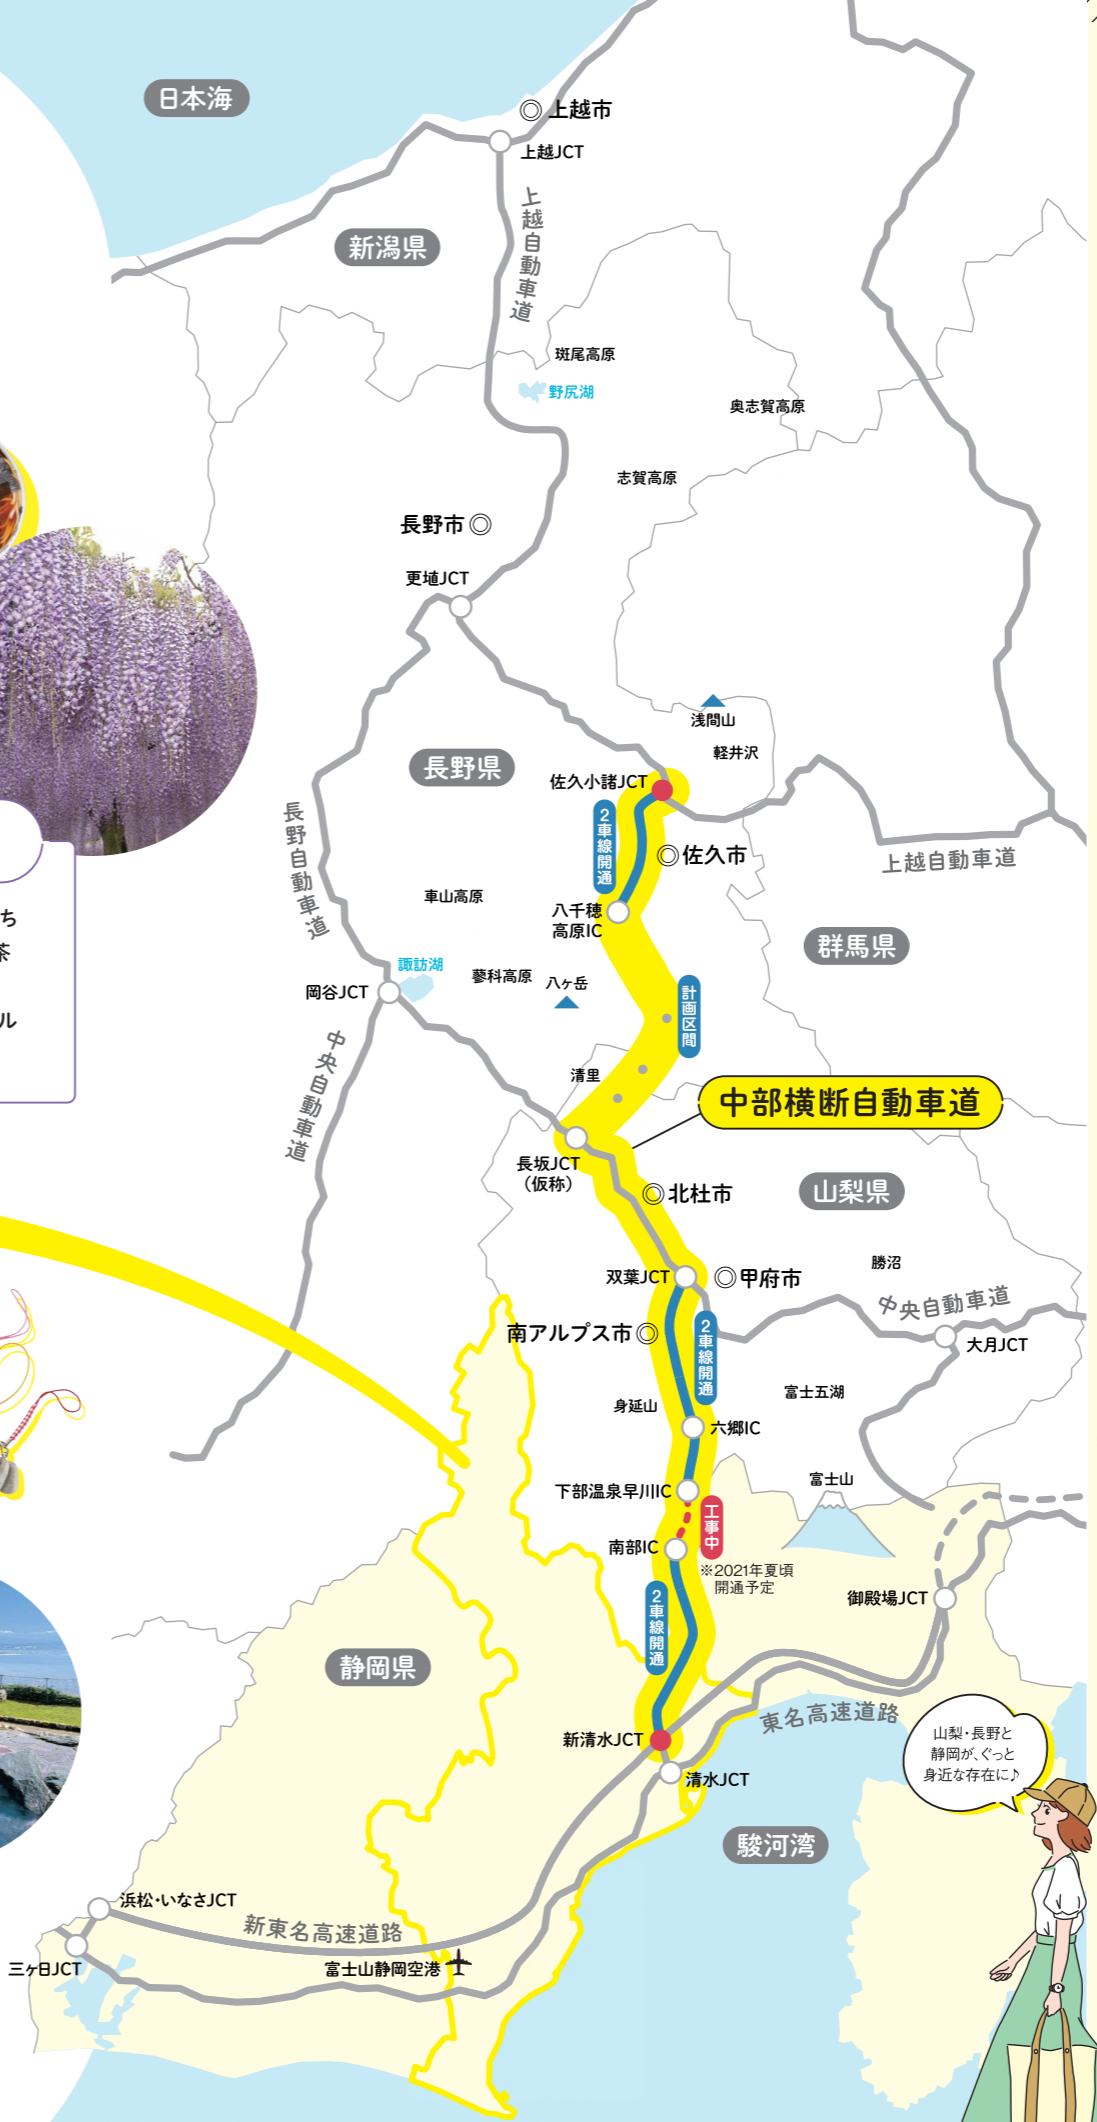 日本海
◎ 上越市
上越JCT
上越自動車道
新潟県
斑尾高原
野尻湖
奥志賀高原
志賀高原
長野市 ◎
更埴JCT
浅間山
軽井沢
長野県
佐久小諸JCT
2車線開通
◎ 佐久市
上越自動車道
長野自動車道
車山高原
八千穂
高原IC
群馬県
ち
茶
ル
諏訪湖
蓼科高原
八ヶ岳
岡谷JCT
計画区間
中央自動車道
清里
中部横断自動車道
長坂JCT
（仮称）
◎ 北杜市
山梨県
勝沼
双葉JCT
◎ 甲府市
中央自動車道
南アルプス市 ◎
2車線開通
大月JCT
富士五湖
身延山
六郷IC
富士山
下部温泉早川IC
工事中
南部IC
※2021年夏頃
開通予定
御殿場JCT
2車線開通
静岡県
東名高速道路
新清水JCT
清水JCT
山梨・長野と
静岡が、ぐっと
身近な存在に♪
駿河湾
浜松・いなさJCT
新東名高速道路
三ヶ日JCT
富士山静岡空港